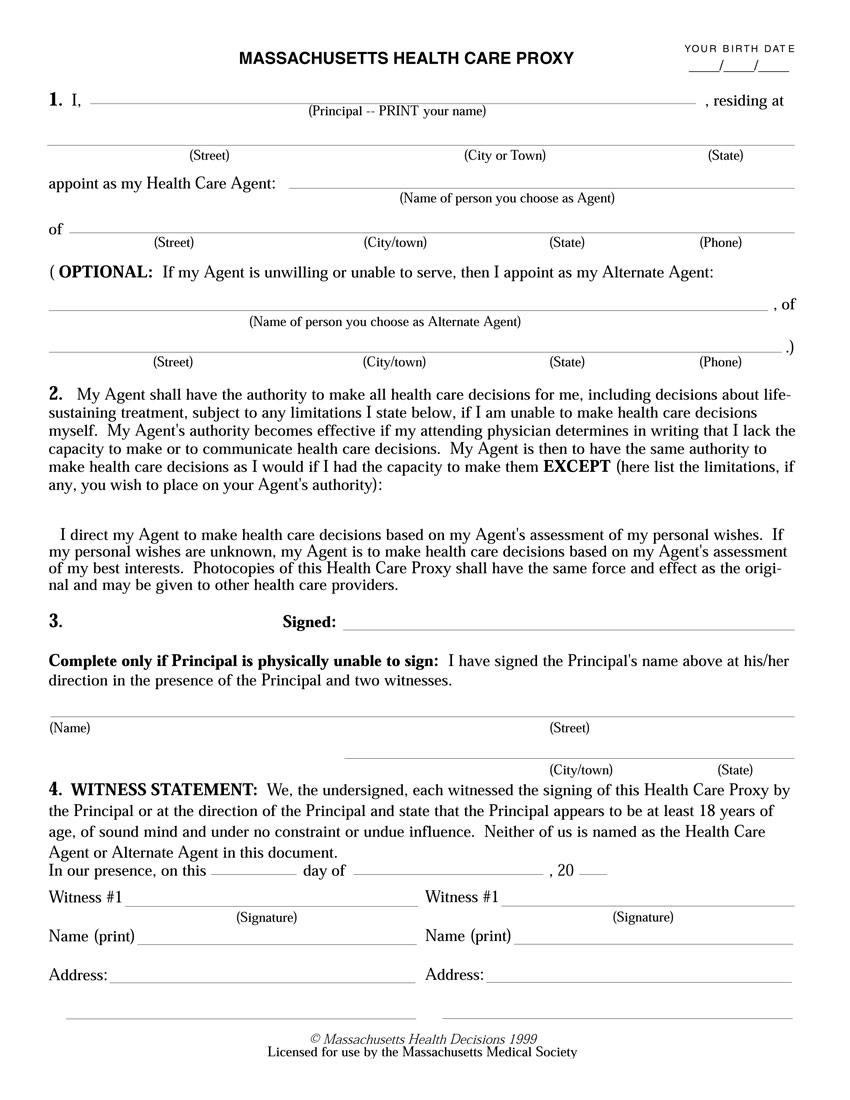 YOUR BIRTH DATE
MASSACHUSETTS HEALTH CARE PROXY
____/____/____
1. I, , residing at
(Principal -- PRINT your name)
(Street) (City or Town) (State)
appoint as my Health Care Agent:
(Name of person you choose as Agent)
of
(Street) (City/town) (State) (Phone)
( OPTIONAL: If my Agent is unwilling or unable to serve, then I appoint as my Alternate Agent:
, of
(Name of person you choose as Alternate Agent)
.)
(Street) (City/town) (State) (Phone)
2. My Agent shall have the authority to make all health care decisions for me, including decisions about life-
sustaining treatment, subject to any limitations I state below, if I am unable to make health care decisions
myself. My Agent's authority becomes effective if my attending physician determines in writing that I lack the
capacity to make or to communicate health care decisions. My Agent is then to have the same authority to
make health care decisions as I would if I had the capacity to make them EXCEPT (here list the limitations, if
any, you wish to place on your Agent's authority):
I direct my Agent to make health care decisions based on my Agent's assessment of my personal wishes. If
my personal wishes are unknown, my Agent is to make health care decisions based on my Agent's assessment
of my best interests. Photocopies of this Health Care Proxy shall have the same force and effect as the origi-
nal and may be given to other health care providers.
3. Signed:
Complete only if Principal is physically unable to sign: I have signed the Principal's name above at his/her
direction in the presence of the Principal and two witnesses.
(Name) (Street)
(City/town) (State)
4. WITNESS STATEMENT: We, the undersigned, each witnessed the signing of this Health Care Proxy by
the Principal or at the direction of the Principal and state that the Principal appears to be at least 18 years of
age, of sound mind and under no constraint or undue influence. Neither of us is named as the Health Care
Agent or Alternate Agent in this document.
In our presence, on this day of , 20
Witness #1 Witness #1
(Signature) (Signature)
Name (print) Name (print)
Address: Address:
© Massachusetts Health Decisions 1999
Licensed for use by the Massachusetts Medical Society